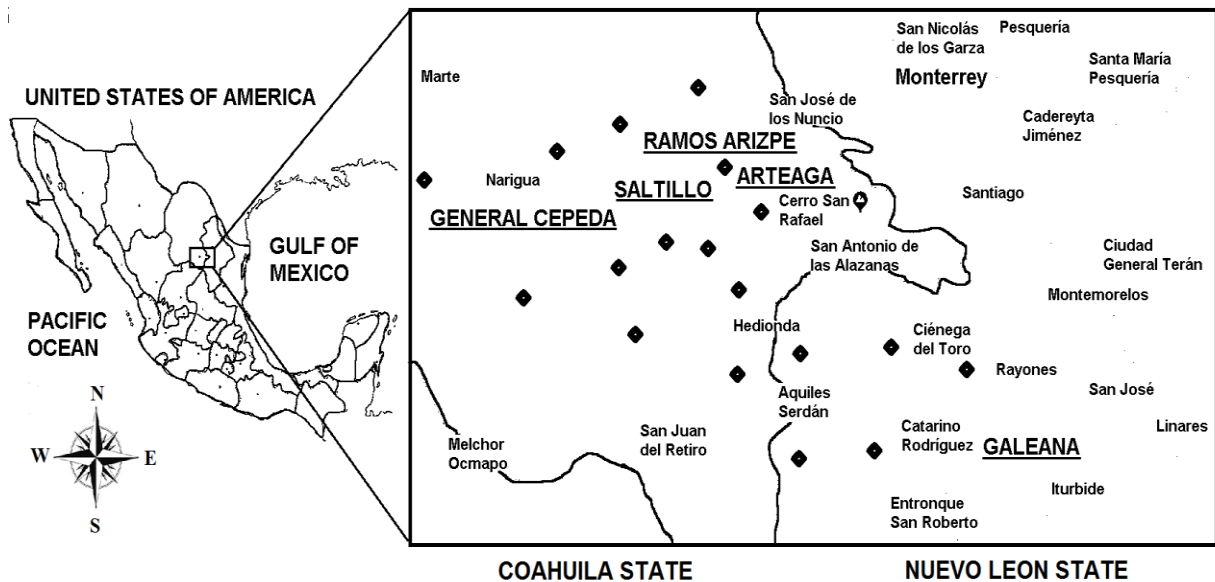 UNITED STATES OF AMERICA
GULF OF
MEXICO
PACIFIC
OCEAN
N
W
E
S
Marte
San Nicolás
de los Garza
Pesquería
Monterrey
Santa María
Pesquería
San José de
los Nuncio
Cadereyta
Jiménez
RAMOS ARIZPE
Narigua
SALTILLO
ARTEAGA
Cerro San
Rafael
Santiago
GENERAL CEPEDA
San Antonio de
las Alazanas
Ciudad
General Terán
Montemorelos
Hedionda
Ciénega
del Toro
Rayones
Aquiles
Serdán
San José
Melchor
Ocmapo
San Juan
del Retiro
Catarino
Rodríguez
GALEANA
Linares
Iturbide
Entronque
San Roberto
COAHUILA STATE
NUEVO LEON STATE